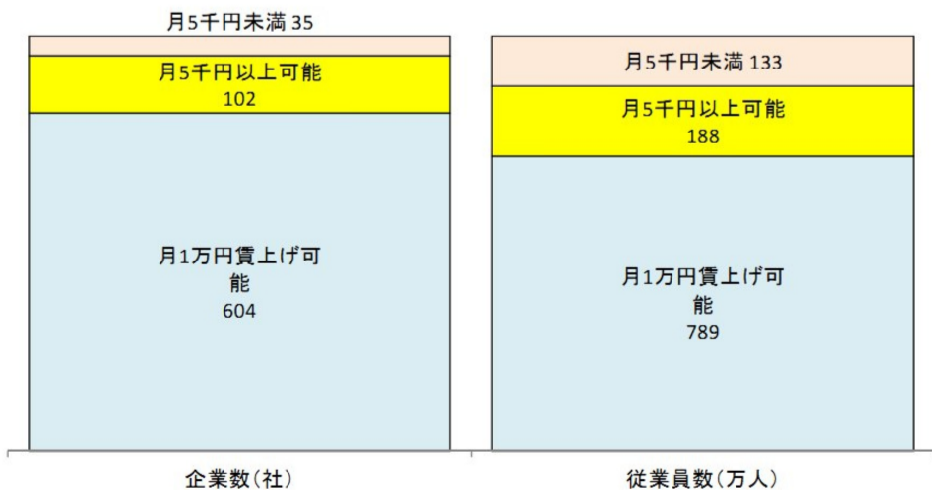 月5千円未満 35
月5千円以上可能
102
月1万円賃上げ可
能
604
企業数(社)
月5千円未満 133
月5千円以上可能
188
月1万円賃上げ可
能
789
従業員数(万人)